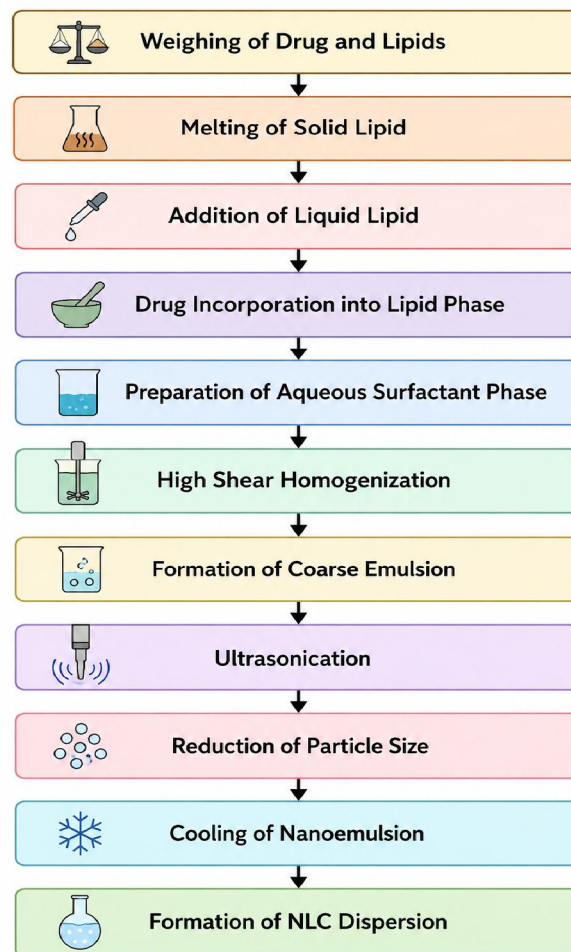 Weighing of Drug and Lipids
Melting of Solid Lipid
Addition of Liquid Lipid
Drug Incorporation into Lipid Phase
Preparation of Aqueous Surfactant Phase
High Shear Homogenization
Formation of Coarse Emulsion
Ultrasonication
Reduction of Particle Size
Cooling of Nanoemulsion
Formation of NLC Dispersion